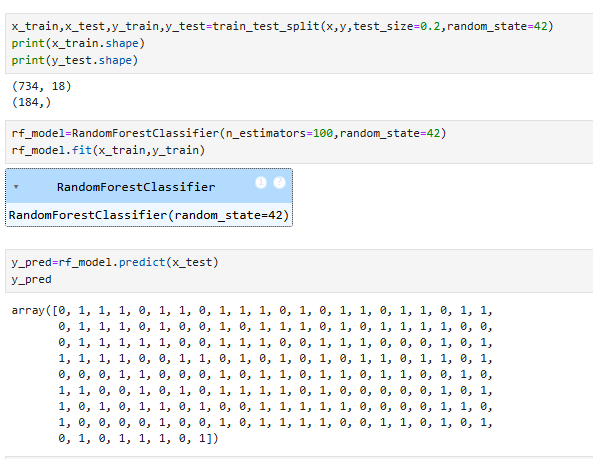 x_train,x_test,y_train,y_test=train_test_split(x,y,test_size=0.2,random_state=42)
print(x_train.shape)
print(y_test.shape)
(734, 18)
(184,)
rf_model=RandomForestClassifier(n_estimators=100,random_state=42)
rf_model.fit(x_train,y_train)
RandomForestClassifier
RandomForestClassifier(random_state=42)
y_pred=rf_model.predict(x_test)
y_pred
array([0, 1, 1, 1, 0, 1, 1, 0, 1, 1, 1, 0, 1, 0, 1, 1, 0, 1, 1, 0, 1, 1,
0, 1, 1, 1, 0, 1, 0, 0, 1, 0, 1, 1, 1, 0, 1, 0, 1, 1, 1, 1, 0, 0,
0, 1, 1, 1, 1, 1, 0, 0, 1, 1, 1, 0, 0, 1, 1, 1, 0, 0, 0, 1, 0, 1,
1, 1, 1, 1, 0, 0, 1, 1, 0, 1, 0, 1, 0, 1, 0, 1, 1, 0, 1, 1, 0, 1,
0, 0, 0, 1, 1, 0, 0, 0, 1, 0, 1, 1, 0, 1, 1, 0, 1, 1, 0, 0, 1, 0,
1, 1, 0, 0, 1, 0, 1, 0, 1, 1, 1, 1, 0, 1, 0, 0, 0, 0, 0, 1, 0, 1,
1, 0, 1, 0, 1, 1, 0, 1, 0, 0, 1, 1, 1, 1, 1, 1, 0, 0, 0, 0, 1, 1, 0,
1, 0, 0, 0, 0, 1, 0, 0, 1, 0, 1, 1, 1, 1, 0, 0, 1, 1, 0, 1, 0, 1,
0, 1, 0, 1, 1, 1, 0, 1])